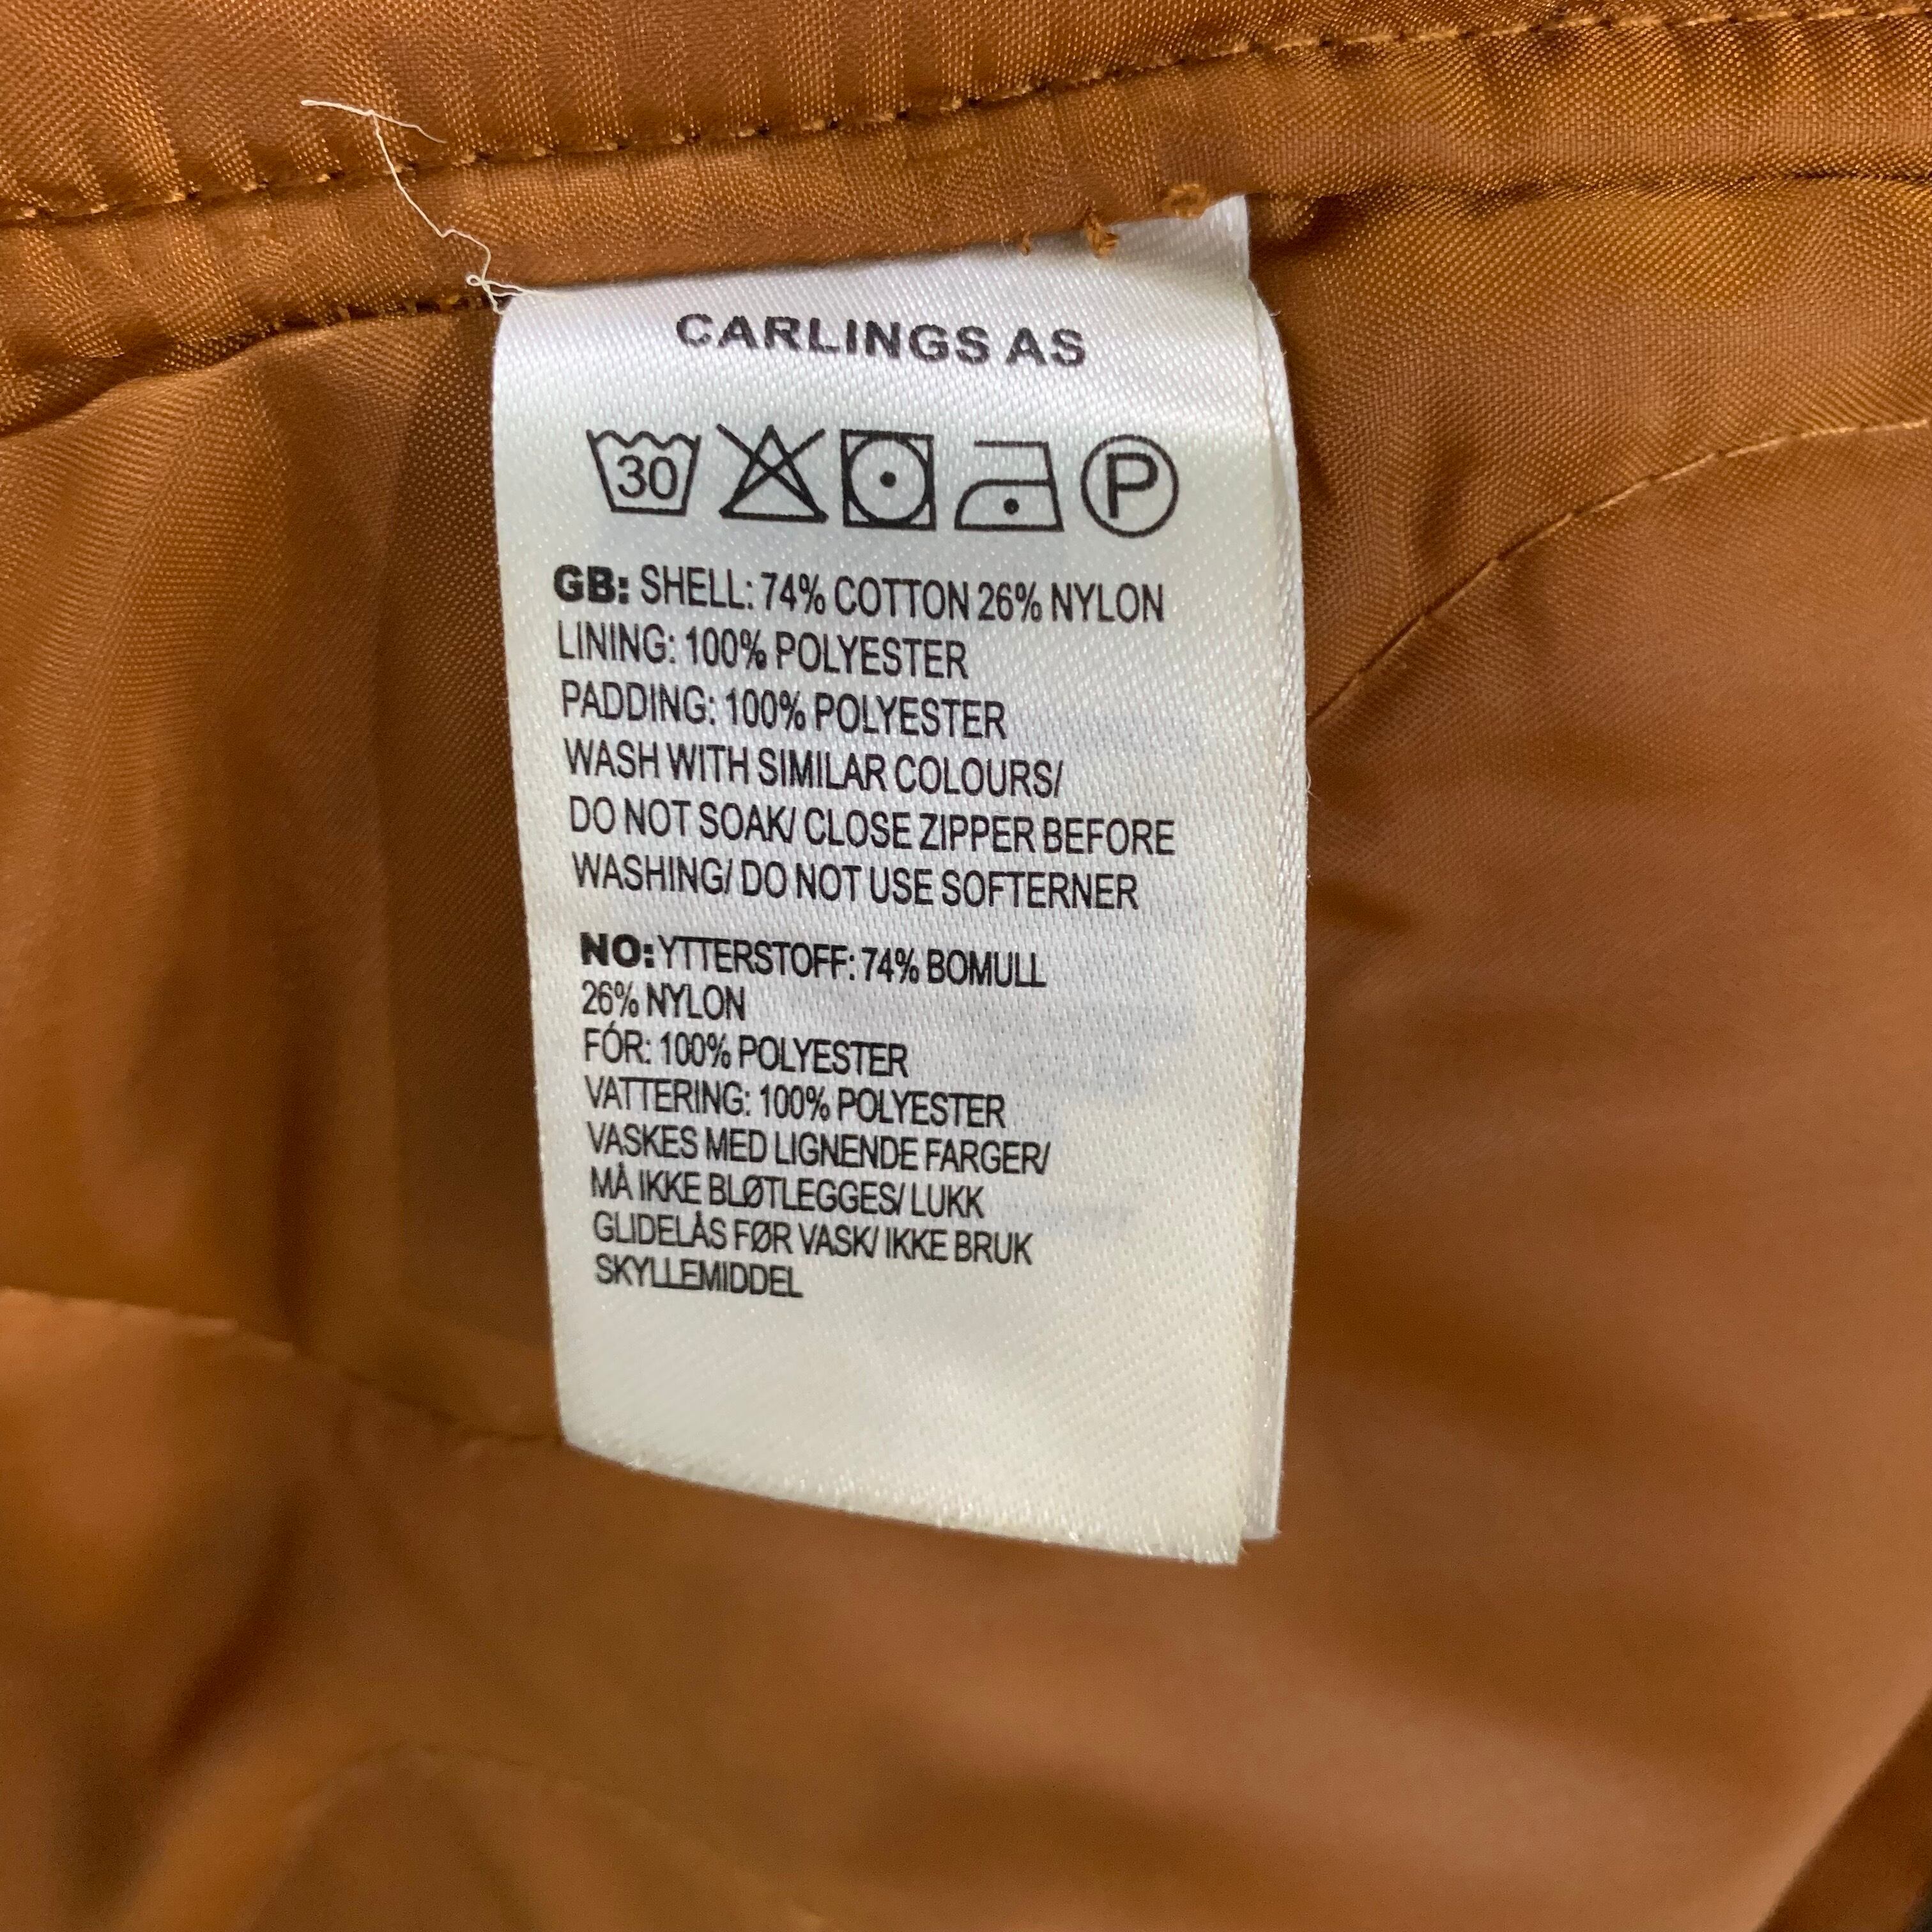 CARLINGS AS
30 P
GB: SHELL: 74% COTTON 26% NYLON
LINING: 100% POLYESTER
PADDING: 100% POLYESTER
WASH WITH SIMILAR COLOURS/
DO NOT SOAK/ CLOSE ZIPPER BEFORE
WASHING/ DO NOT USE SOFTERNER
NO: YTTERSTOFF: 74% BOMULL
26% NYLON
FÓR: 100% POLYESTER
VATTERING: 100% POLYESTER
VASKES MED LIGNENDE FARGER/
MÅ IKKE BLØTLEGGES/ LUKK
GLIDELÅS FØR VASK/ IKKE BRUK
SKYLLEMIDDEL